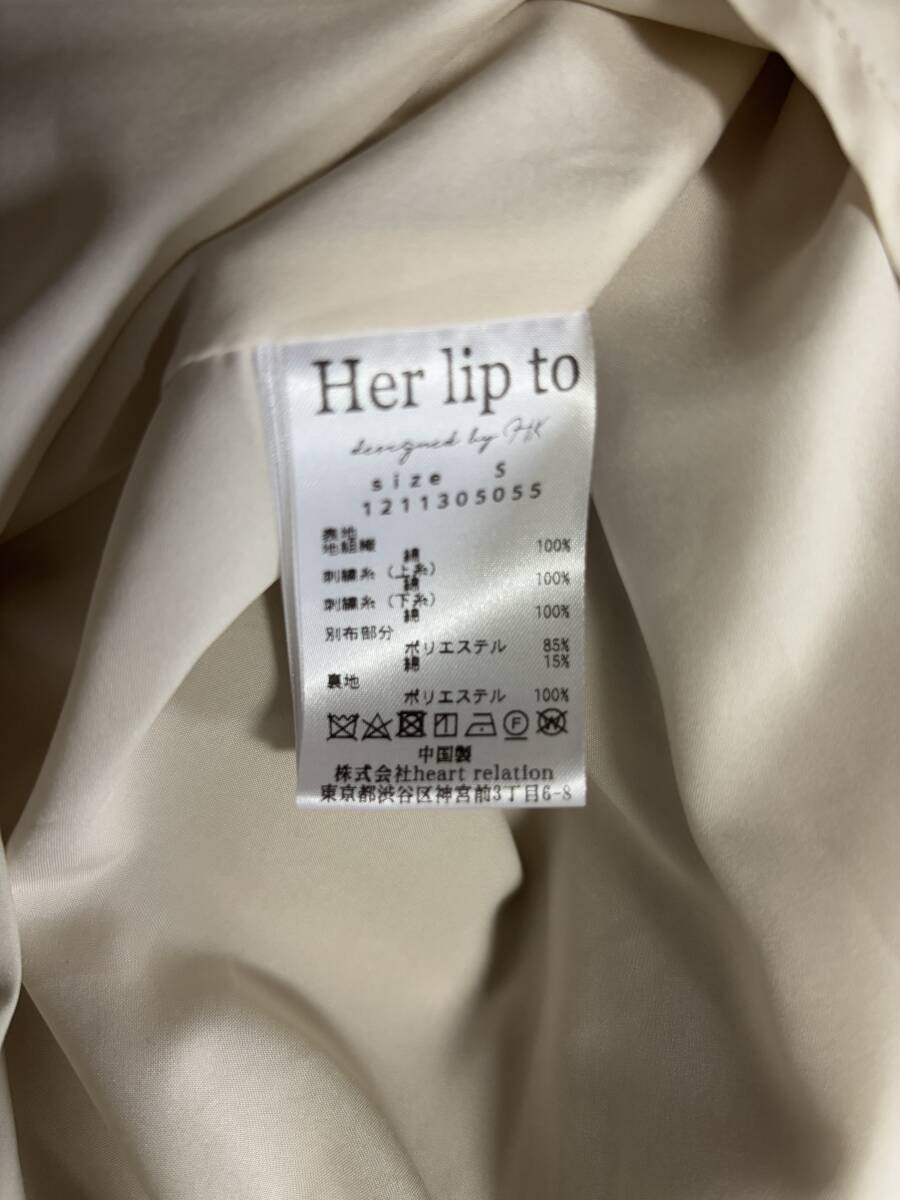 Her lip to
designed by HK
size S
1211305055
表地
地組織
綿 100%
刺繍糸（上糸）
綿 100%
刺繍糸（下糸）
綿 100%
別布部分
ポリエステル 85%
綿 15%
裏地
ポリエステル 100%
中国製
株式会社heart relation
東京都渋谷区神宮前3丁目6-8